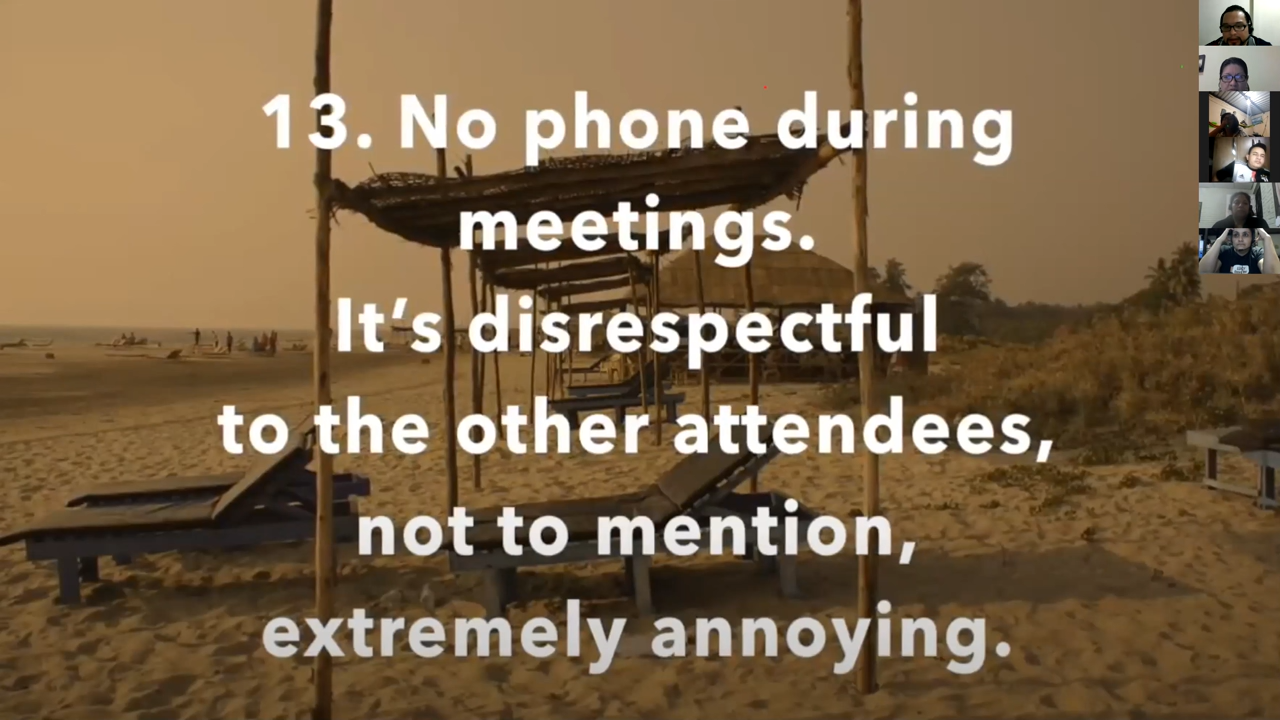 13. No phone during
meetings.
It’s disrespectful
to the other attendees,
not to mention,
extremely annoying.